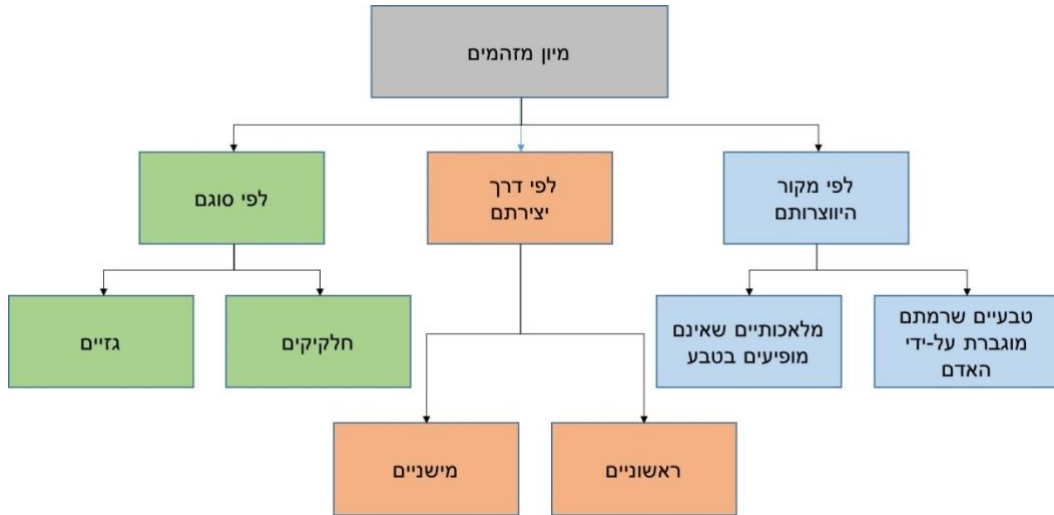 מיון מזהמים
לפי מקור
היווצרותם
לפי דרך
יצירתם
לפי סוגם
טבעיים שרמתם
מוגברת על-ידי
האדם
מלאכותיים שאינם
מופיעים בטבע
חלקיקים
גזיים
ראשוניים
מישניים